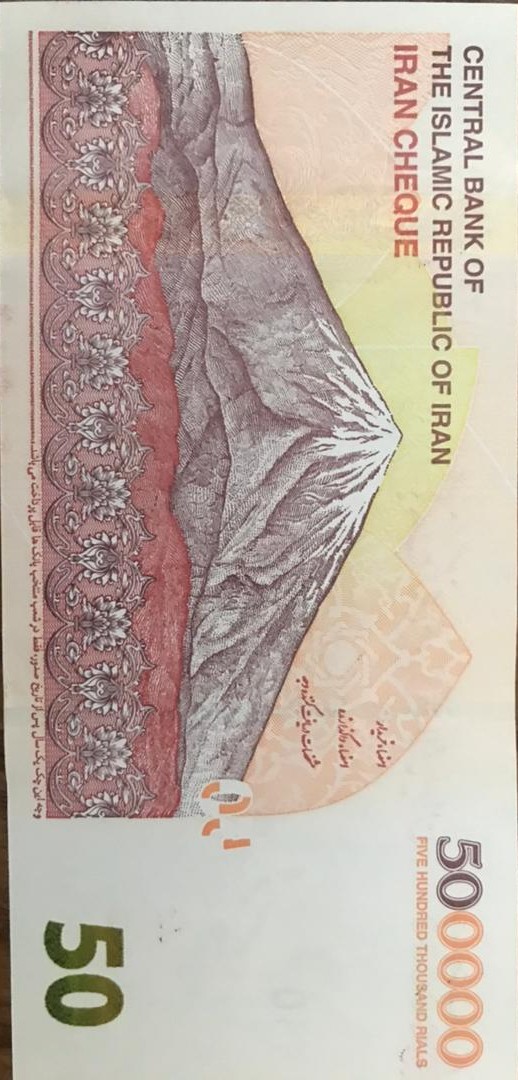 CENTRAL BANK OF
THE ISLAMIC REPUBLIC OF IRAN
IRAN CHEQUE
500000
FIVE HUNDRED THOUSAND RIALS
امضاء خریدار
امضاء واگذارنده
مشخصات دریافت کننده وجه
50
وجه این چک یک سال پس از تاریخ صدور، فقط در شعب منتخب بانک ها قابل پرداخت می باشد.